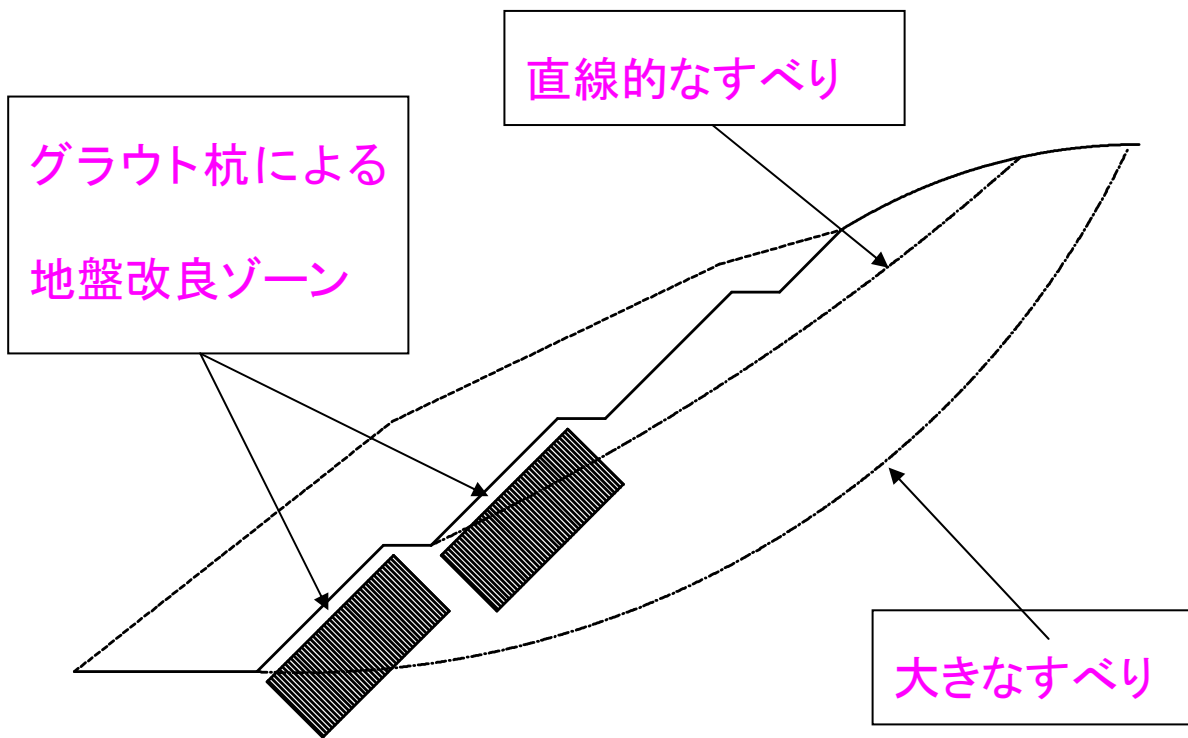 直線的なすべり
グラウト杭による
地盤改良ゾーン
大きなすべり